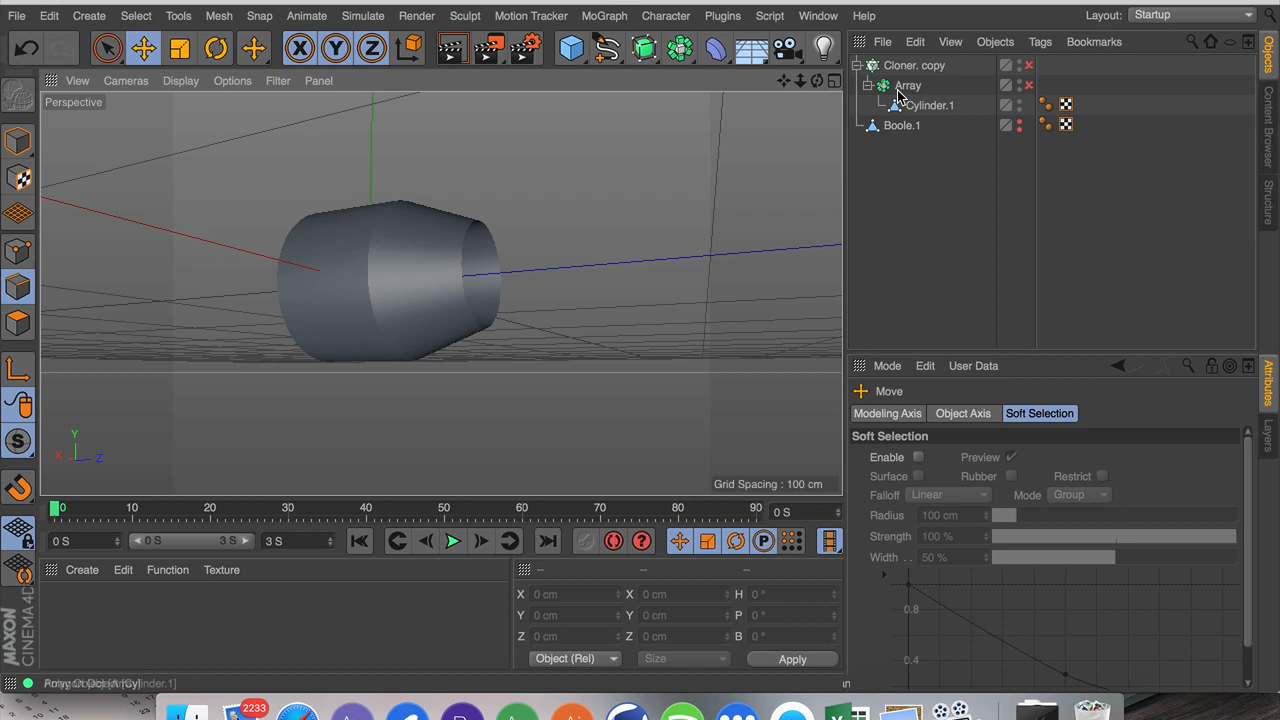 File Edit Create Select Tools Mesh Snap Animate Simulate Render Sculpt Motion Tracker MoGraph Character Plugins Script Window Help Layout: Startup
X Y Z
File Edit View Objects Tags Bookmarks
View Cameras Display Options Filter Panel
Perspective
Cloner. copy
Array
Cylinder.1
Boole.1
Objects
Content Browser
Structure
Y
X Z
Grid Spacing : 100 cm
Mode Edit User Data
Move
Modeling Axis Object Axis Soft Selection
Soft Selection
Enable Preview
Surface Rubber Restrict
Falloff Linear Mode Group
Radius 100 cm
Strength 100 %
Width . . 50 %
0.8
0.4
Attributes
Layers
0 10 20 30 40 50 60 70 80 90 0 S
0 S 0 S 3 S 3 S
Create Edit Function Texture
-- -- --
X 0 cm X 0 cm H 0 °
Y 0 cm Y 0 cm P 0 °
Z 0 cm Z 0 cm B 0 °
Object (Rel) Size Apply
MAXON
CINEMA 4D
2233